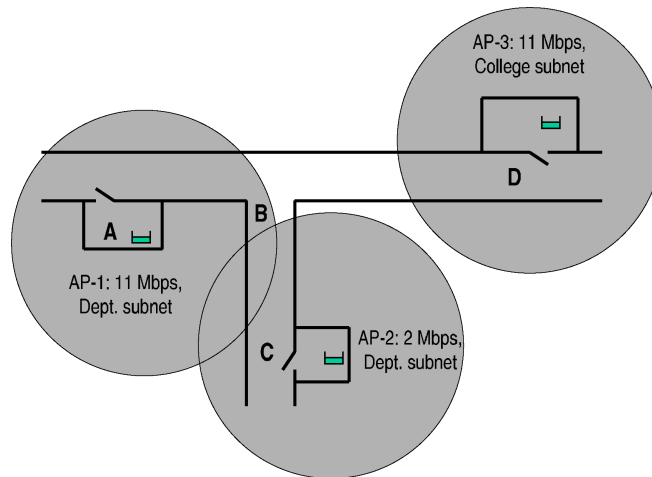 AP-3: 11 Mbps,
College subnet
D
B
A
AP-1: 11 Mbps,
Dept. subnet
C
AP-2: 2 Mbps,
Dept. subnet